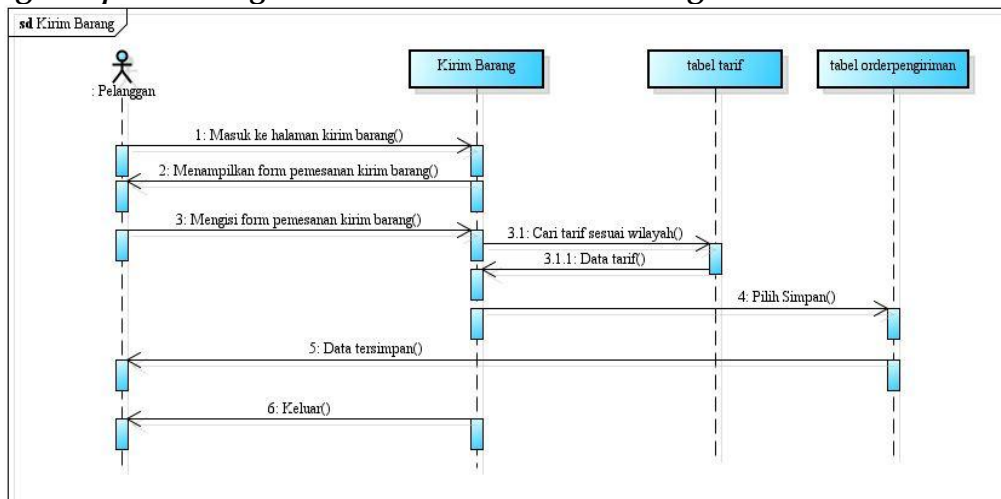 sd Kirim Barang
: Pelanggan
Kirim Barang
tabel tarif
tabel orderpengiriman
1: Masuk ke halaman kirim barang()
2: Menampilkan form pemesanan kirim barang()
3: Mengisi form pemesanan kirim barang()
3.1: Cari tarif sesuai wilayah()
3.1.1: Data tarif()
4: Pilih Simpan()
5: Data tersimpan()
6: Keluar()